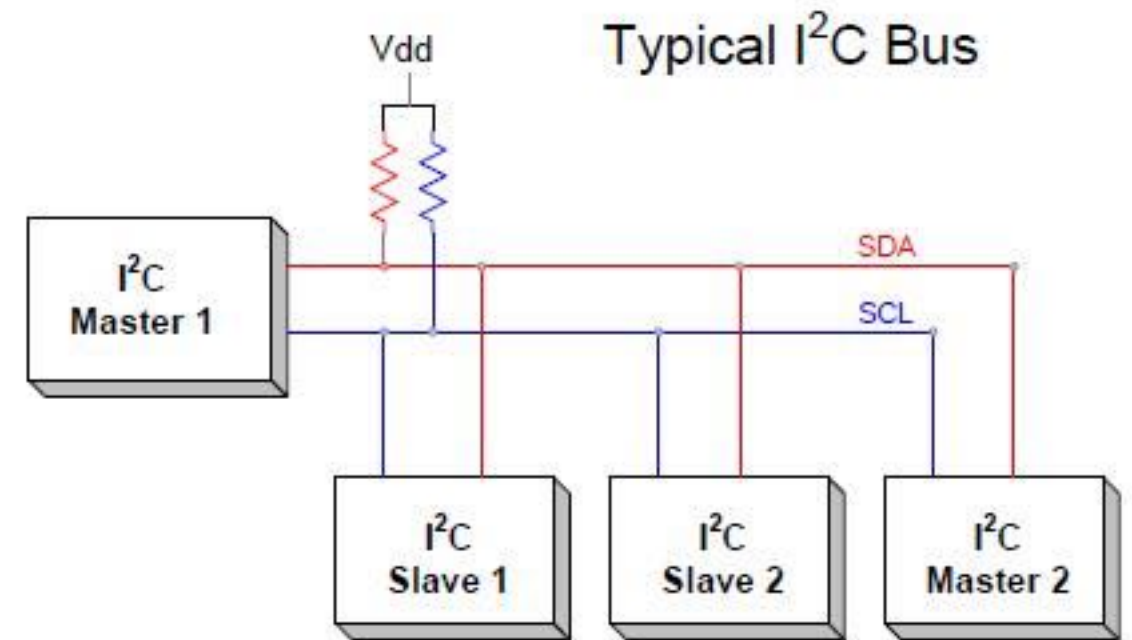 Typical I²C Bus
Vdd
I²C
Master 1
SDA
SCL
I²C
Slave 1
I²C
Slave 2
I²C
Master 2